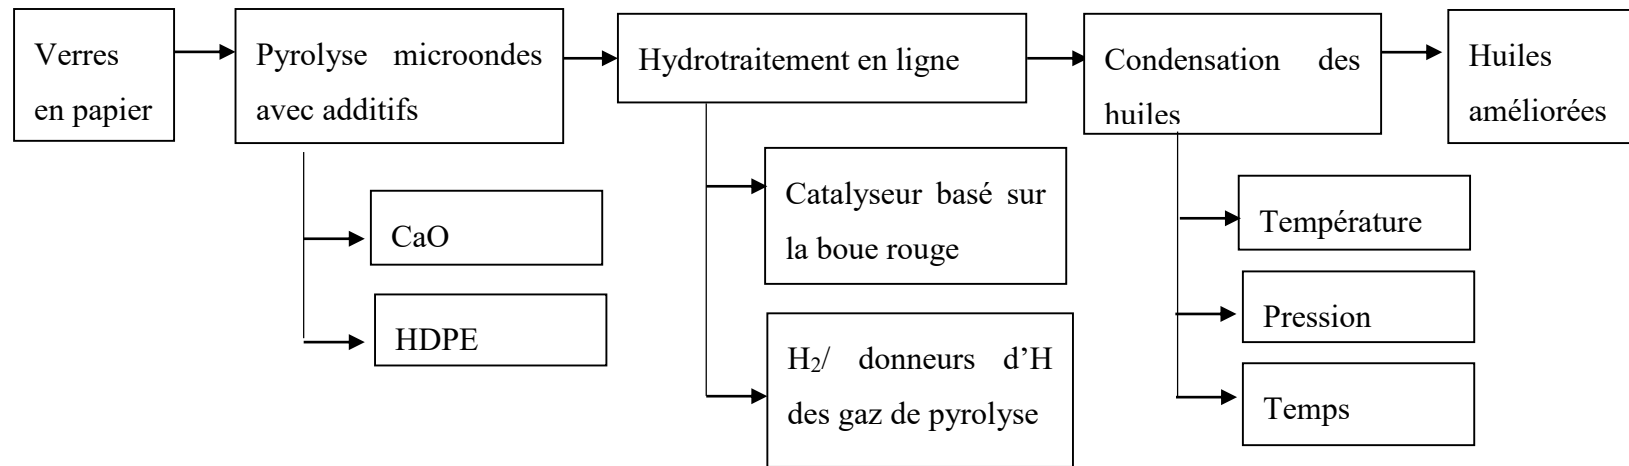 Verres
en papier
Pyrolyse microondes
avec additifs
Hydrotraitement en ligne
Condensation des
huiles
Huiles
améliorées
CaO
HDPE
Catalyseur basé sur
la boue rouge
H₂/ donneurs d’H
des gaz de pyrolyse
Température
Pression
Temps